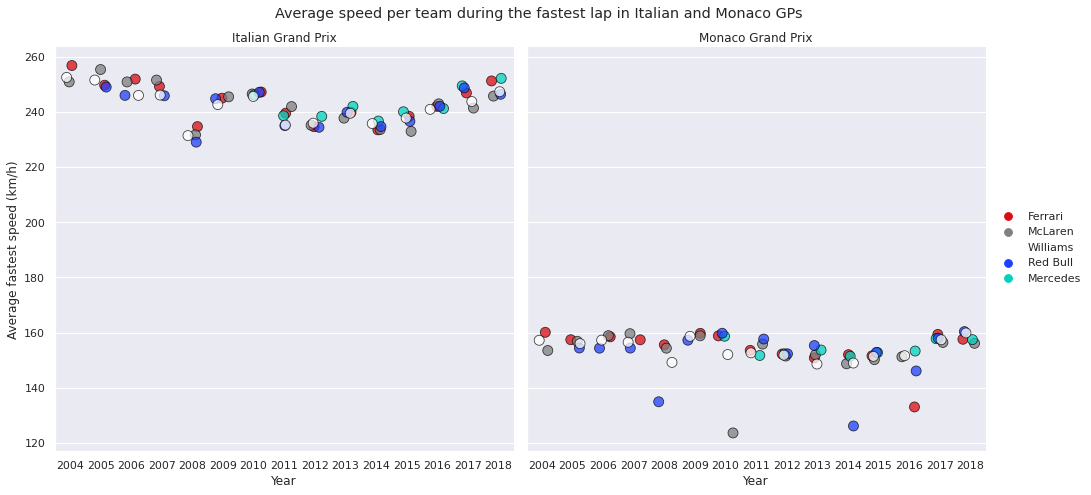 Average speed per team during the fastest lap in Italian and Monaco GPs
Italian Grand Prix
Monaco Grand Prix
Average fastest speed (km/h)
260
240
220
200
180
160
140
120
2004 2005 2006 2007 2008 2009 2010 2011 2012 2013 2014 2015 2016 2017 2018
Year
2004 2005 2006 2007 2008 2009 2010 2011 2012 2013 2014 2015 2016 2017 2018
Year
Ferrari
McLaren
Williams
Red Bull
Mercedes